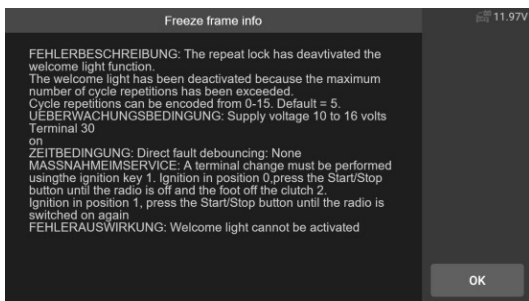 Freeze frame info
11.97V
FEHLERBESCHREIBUNG: The repeat lock has deavtivated the
welcome light function.
The welcome light has been deactivated because the maximum
number of cycle repetitions has been exceeded.
Cycle repetitions can be encoded from 0-15. Default = 5.
UEBERWACHUNGSBEDINGUNG: Supply voltage 10 to 16 volts
Terminal 30
on
ZEITBEDINGUNG: Direct fault debouncing: None
MASSNAHMEIMSERVICE: A terminal change must be performed
usingthe ignition key 1. Ignition in position 0,press the Start/Stop
button until the radio is off and the foot off the clutch 2.
Ignition in position 1, press the Start/Stop button until the radio is
switched on again
FEHLERAUSWIRKUNG: Welcome light cannot be activated
OK